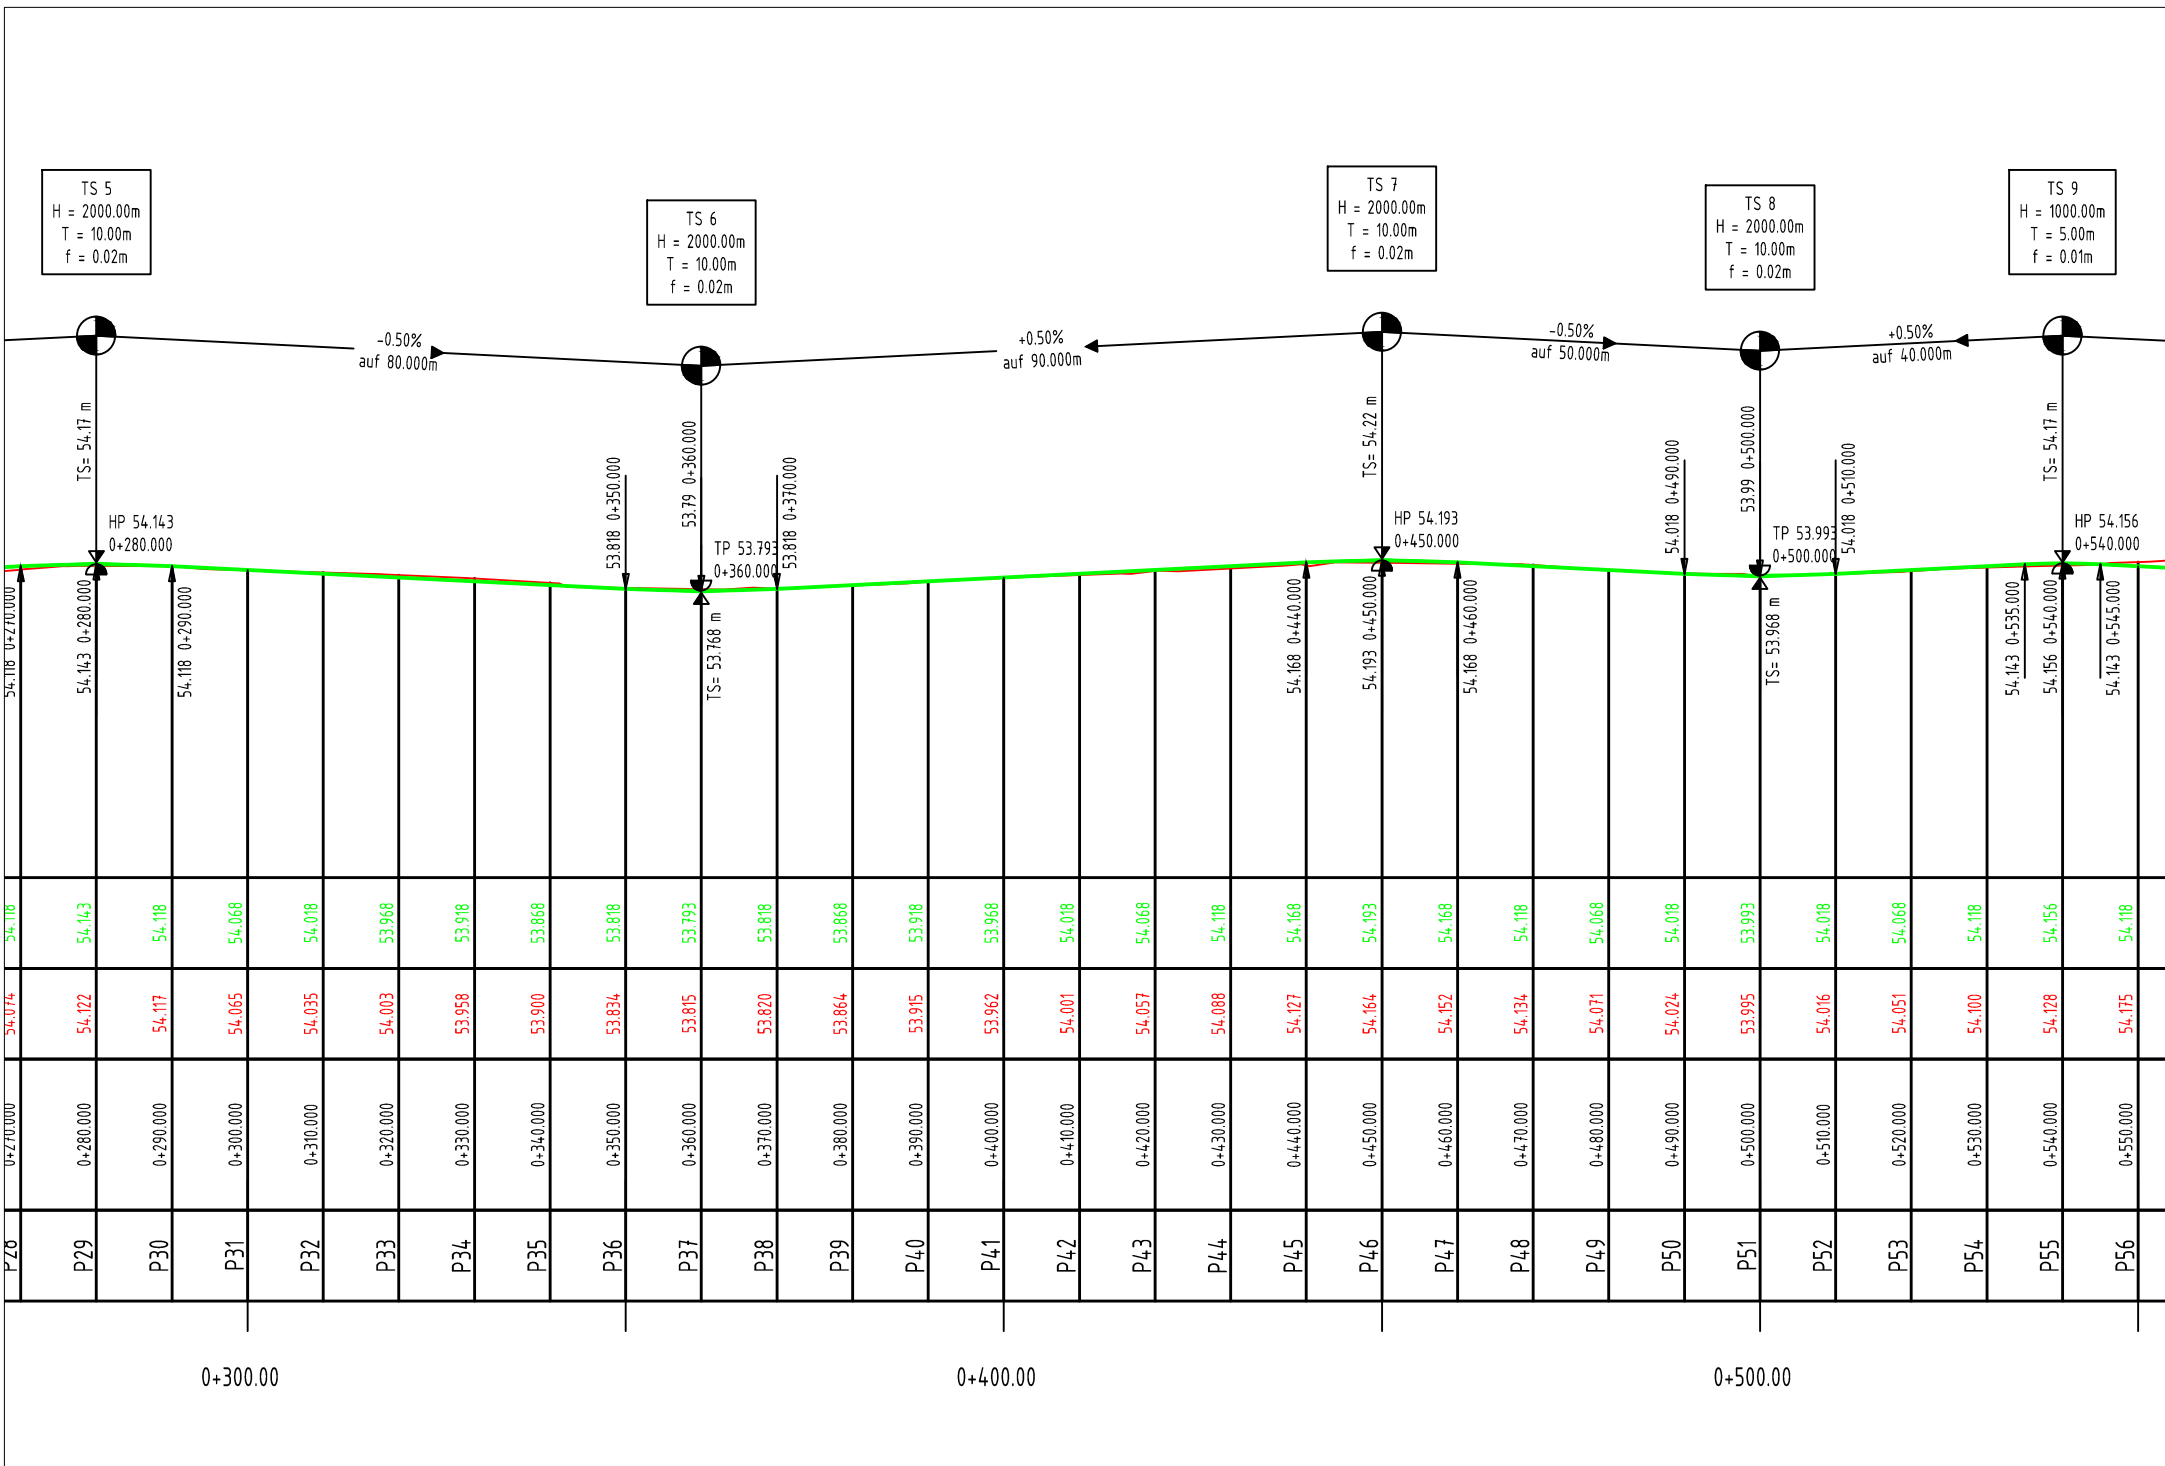 TS 5
H = 2000.00m
T = 10.00m
f = 0.02m
TS 6
H = 2000.00m
T = 10.00m
f = 0.02m
TS 7
H = 2000.00m
T = 10.00m
f = 0.02m
TS 8
H = 2000.00m
T = 10.00m
f = 0.02m
TS 9
H = 1000.00m
T = 5.00m
f = 0.01m
-0.50%
auf 80.000m
+0.50%
auf 90.000m
-0.50%
auf 50.000m
+0.50%
auf 40.000m
TS= 54.17 m
HP 54.143
0+280.000
54.118 0+270.000
54.143 0+280.000
54.118 0+290.000
53.818 0+350.000
53.79 0+360.000
TP 53.793
0+360.000
53.818 0+370.000
TS= 53.768 m
TS= 54.22 m
HP 54.193
0+450.000
54.168 0+440.000
54.193 0+450.000
54.168 0+460.000
54.018 0+490.000
53.99 0+500.000
TP 53.993
0+500.000
54.018 0+510.000
TS= 53.968 m
TS= 54.17 m
HP 54.156
0+540.000
54.143 0+535.000
54.156 0+540.000
54.143 0+545.000
54.118 54.143 54.118 54.068 54.018 53.968 53.918 53.868 53.818 53.793 53.818 53.868 53.918 53.968 54.018 54.068 54.118 54.168 54.193 54.168 54.118 54.068 54.018 53.993 54.018 54.068 54.118 54.156 54.118
54.074 54.122 54.117 54.065 54.035 54.003 53.958 53.900 53.834 53.815 53.820 53.864 53.915 53.962 54.001 54.057 54.088 54.127 54.164 54.152 54.134 54.071 54.024 53.995 54.016 54.051 54.100 54.128 54.175
0+270.000 0+280.000 0+290.000 0+300.000 0+310.000 0+320.000 0+330.000 0+340.000 0+350.000 0+360.000 0+370.000 0+380.000 0+390.000 0+400.000 0+410.000 0+420.000 0+430.000 0+440.000 0+450.000 0+460.000 0+470.000 0+480.000 0+490.000 0+500.000 0+510.000 0+520.000 0+530.000 0+540.000 0+550.000
P28 P29 P30 P31 P32 P33 P34 P35 P36 P37 P38 P39 P40 P41 P42 P43 P44 P45 P46 P47 P48 P49 P50 P51 P52 P53 P54 P55 P56
0+300.00 0+400.00 0+500.00